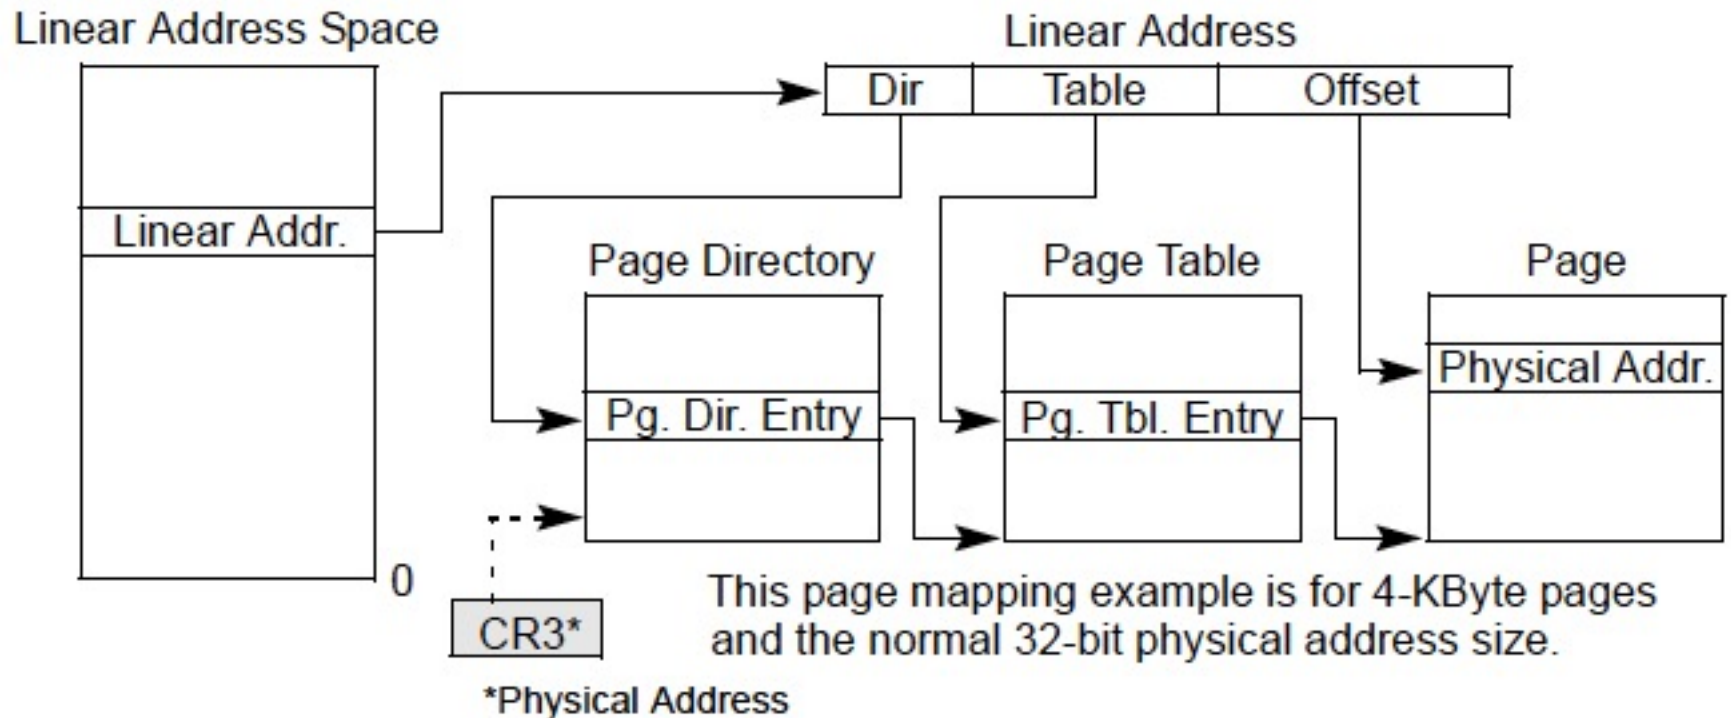 Linear Address Space
Linear Address
Dir
Table
Offset
Linear Addr.
Page Directory
Page Table
Page
Physical Addr.
Pg. Dir. Entry
Pg. Tbl. Entry
0
CR3*
This page mapping example is for 4-KByte pages
and the normal 32-bit physical address size.
*Physical Address